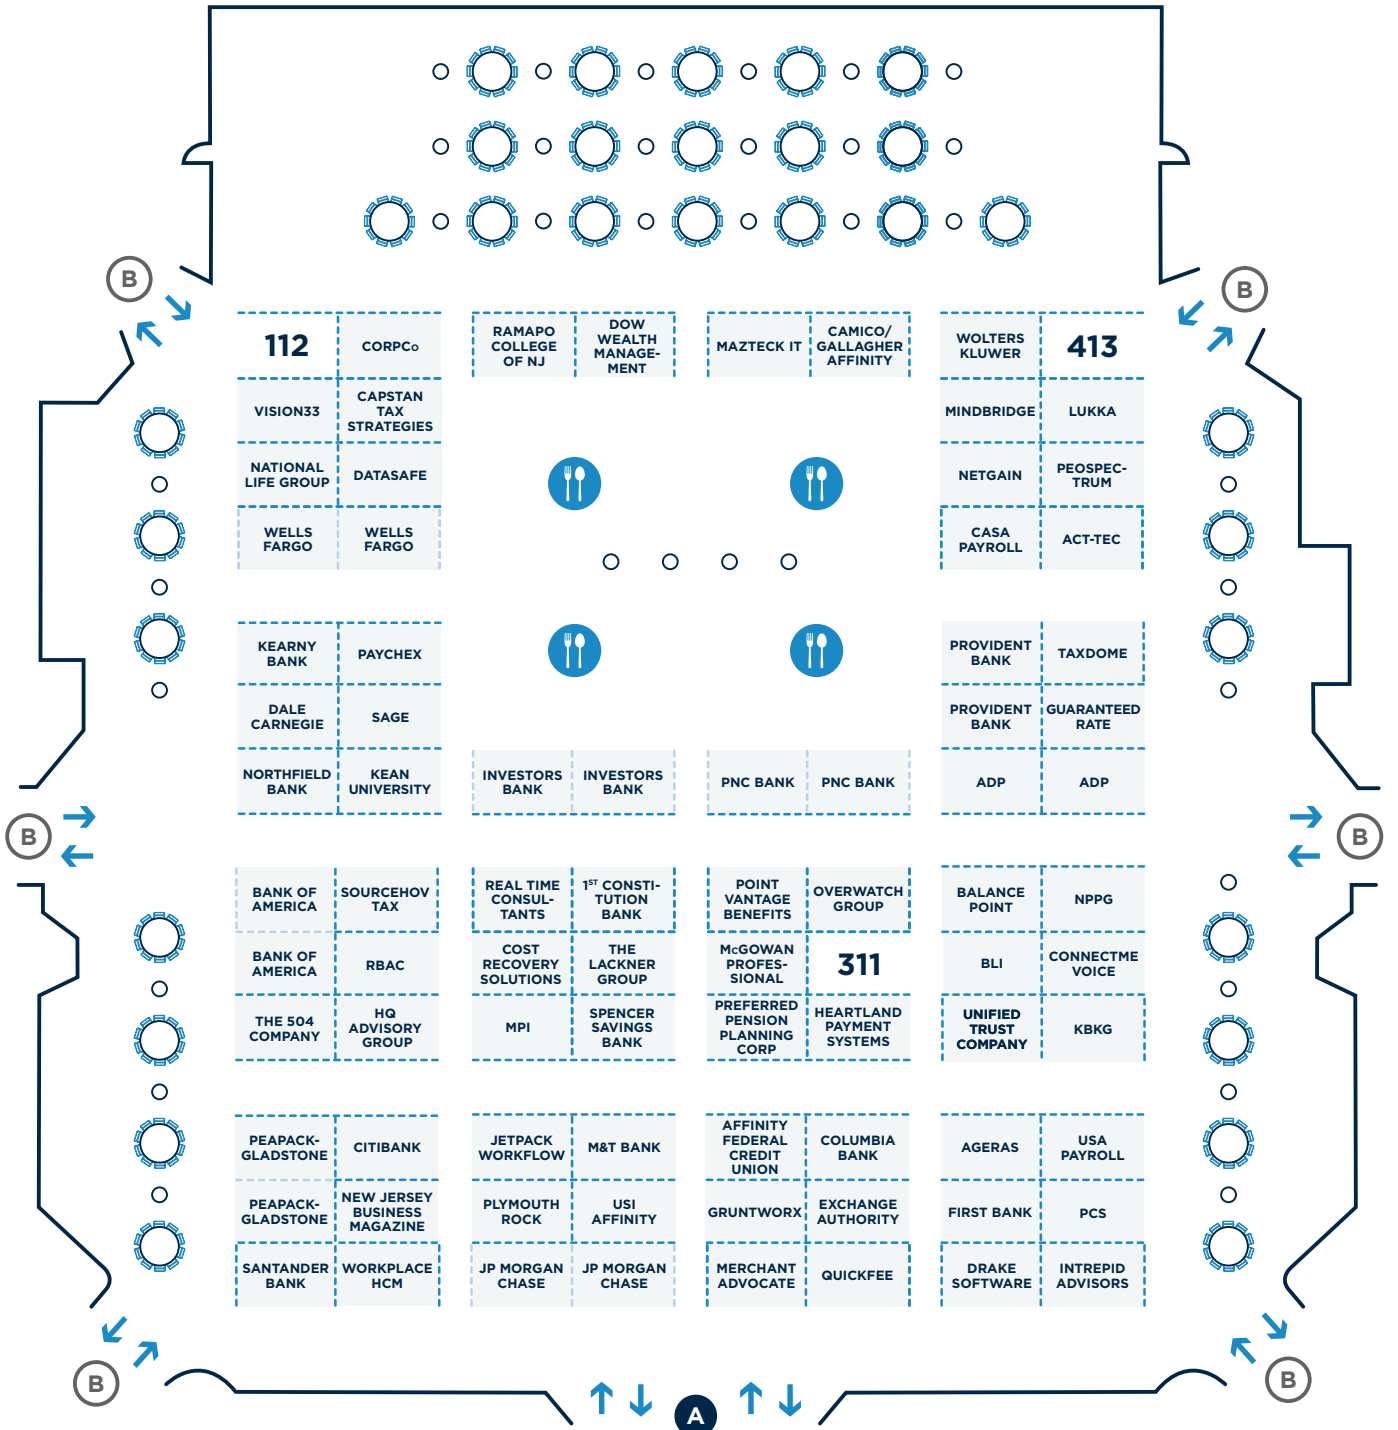 B
B
112
CORPCo
RAMAPO
COLLEGE
OF NJ
DOW
WEALTH
MANAGE-
MENT
MAZTECK IT
CAMICO/
GALLAGHER
AFFINITY
WOLTERS
KLUWER
413
VISION33
CAPSTAN
TAX
STRATEGIES
MINDBRIDGE
LUKKA
NATIONAL
LIFE GROUP
DATASAFE
NETGAIN
PEOSPEC-
TRUM
WELLS
FARGO
WELLS
FARGO
CASA
PAYROLL
ACT-TEC
KEARNY
BANK
PAYCHEX
PROVIDENT
BANK
TAXDOME
DALE
CARNEGIE
SAGE
PROVIDENT
BANK
GUARANTEED
RATE
NORTHFIELD
BANK
KEAN
UNIVERSITY
INVESTORS
BANK
INVESTORS
BANK
PNC BANK
PNC BANK
ADP
ADP
B
B
BANK OF
AMERICA
SOURCEHOV
TAX
REAL TIME
CONSUL-
TANTS
1ST CONSTI-
TUTION
BANK
POINT
VANTAGE
BENEFITS
OVERWATCH
GROUP
BALANCE
POINT
NPPG
BANK OF
AMERICA
RBAC
COST
RECOVERY
SOLUTIONS
THE
LACKNER
GROUP
McGOWAN
PROFES-
SIONAL
311
BLI
CONNECTME
VOICE
THE 504
COMPANY
HQ
ADVISORY
GROUP
MPI
SPENCER
SAVINGS
BANK
PREFERRED
PENSION
PLANNING
CORP
HEARTLAND
PAYMENT
SYSTEMS
UNIFIED
TRUST
COMPANY
KBKG
PEAPACK-
GLADSTONE
CITIBANK
JETPACK
WORKFLOW
M&T BANK
AFFINITY
FEDERAL
CREDIT
UNION
COLUMBIA
BANK
AGERAS
USA
PAYROLL
PEAPACK-
GLADSTONE
NEW JERSEY
BUSINESS
MAGAZINE
PLYMOUTH
ROCK
USI
AFFINITY
GRUNTWORX
EXCHANGE
AUTHORITY
FIRST BANK
PCS
SANTANDER
BANK
WORKPLACE
HCM
JP MORGAN
CHASE
JP MORGAN
CHASE
MERCHANT
ADVOCATE
QUICKFEE
DRAKE
SOFTWARE
INTREPID
ADVISORS
B
B
A